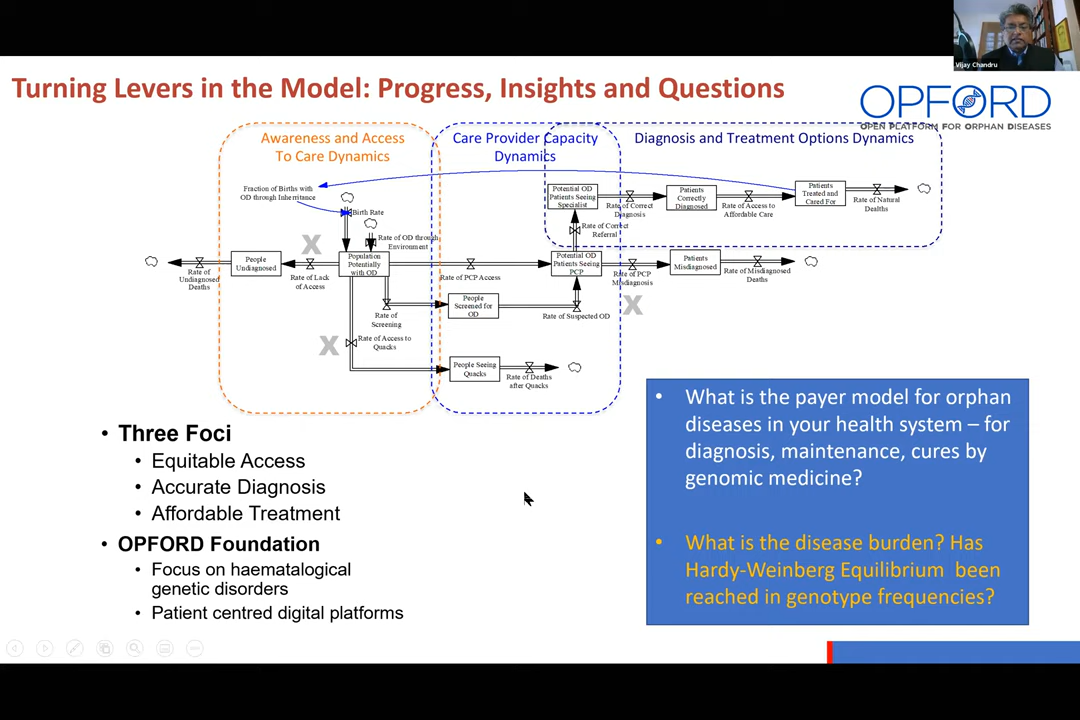 Vijay Chandru
Turning Levers in the Model: Progress, Insights and Questions
OPFORD
OPEN PLATFORM FOR ORPHAN DISEASES
Awareness and Access
To Care Dynamics
Care Provider Capacity
Dynamics
Diagnosis and Treatment Options Dynamics
Fraction of Births with
OD through Inheritance
Birth Rate
Rate of OD through
Environment
People
Undiagnosed
Rate of
Undiagnosed
Deaths
X
Rate of Lack
of Access
Population
Potentially
with OD
Rate of PCP Access
Potential OD
Patients Seeing
Specialist
Rate of Correct
Diagnosis
Patients
Correctly
Diagnosed
Rate of Access to
Affordable Care
Patients
Treated and
Cared For
Rate of Natural
Dealths
Rate of Correct
Referral
Potential OD
Patients Seeing
PCP
Rate of PCP
Misdiagnosis
X
Patients
Misdiagnosed
Rate of Misdiagnosed
Deaths
Rate of
Screening
People
Screened for
OD
Rate of Suspected OD
X
Rate of Access to
Quacks
People Seeing
Quacks
Rate of Deaths
after Quacks
• Three Foci
• Equitable Access
• Accurate Diagnosis
• Affordable Treatment
• OPFORD Foundation
• Focus on haematalogical
genetic disorders
• Patient centred digital platforms
• What is the payer model for orphan
diseases in your health system – for
diagnosis, maintenance, cures by
genomic medicine?
• What is the disease burden? Has
Hardy-Weinberg Equilibrium been
reached in genotype frequencies?